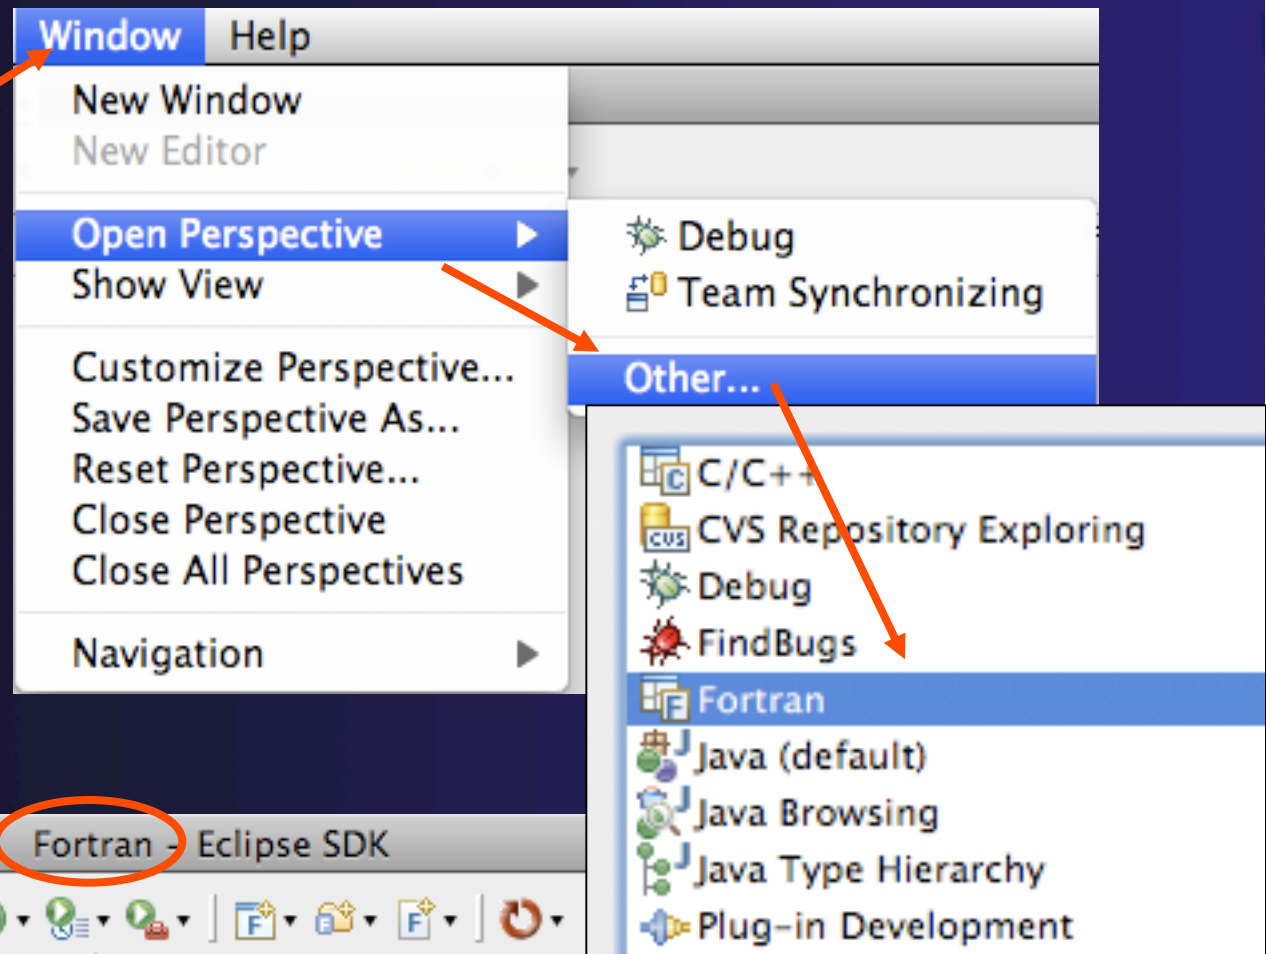 Window Help
New Window
New Editor
Open Perspective
Show View
Customize Perspective...
Save Perspective As...
Reset Perspective...
Close Perspective
Close All Perspectives
Navigation
Debug
Team Synchronizing
Other...
C/C++
CVS Repository Exploring
Debug
FindBugs
Fortran
Java (default)
Java Browsing
Java Type Hierarchy
Plug-in Development
Fortran - Eclipse SDK